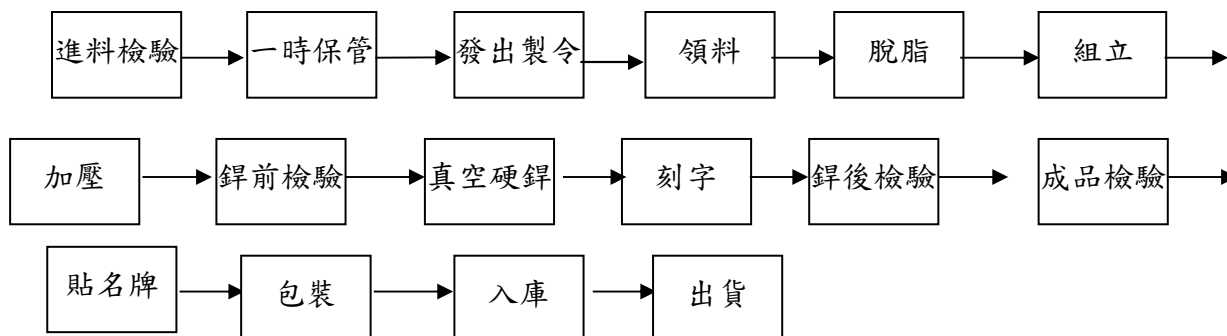 進料檢驗 一時保管 發出製令 領料 脫脂 組立
加壓 銲前檢驗 真空硬銲 刻字 銲後檢驗 成品檢驗
貼名牌 包裝 入庫 出貨